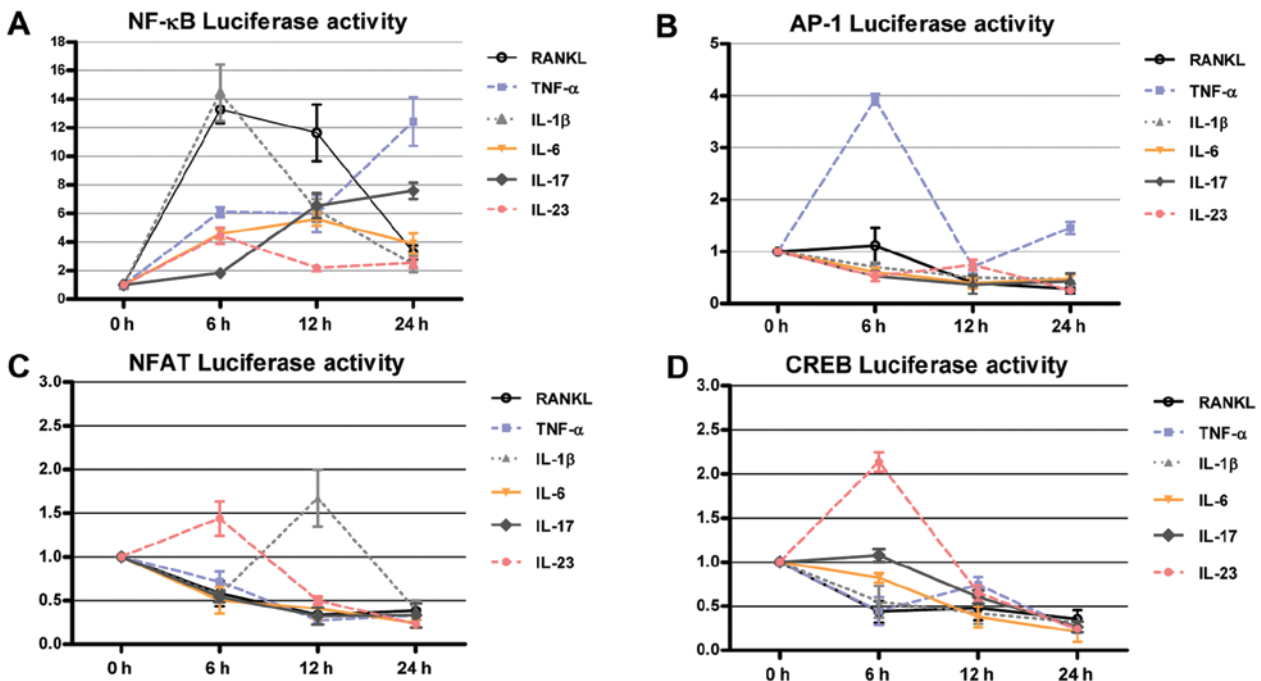 A
NF-κB Luciferase activity
18
16
14
12
10
8
6
4
2
0
0 h
6 h
12 h
24 h
RANKL
TNF-α
IL-1β
IL-6
IL-17
IL-23
B
AP-1 Luciferase activity
5
4
3
2
1
0
0 h
6 h
12 h
24 h
RANKL
TNF-α
IL-1β
IL-6
IL-17
IL-23
C
NFAT Luciferase activity
3.0
2.5
2.0
1.5
1.0
0.5
0.0
0 h
6 h
12 h
24 h
RANKL
TNF-α
IL-1β
IL-6
IL-17
IL-23
D
CREB Luciferase activity
3.0
2.5
2.0
1.5
1.0
0.5
0.0
0 h
6 h
12 h
24 h
RANKL
TNF-α
IL-1β
IL-6
IL-17
IL-23